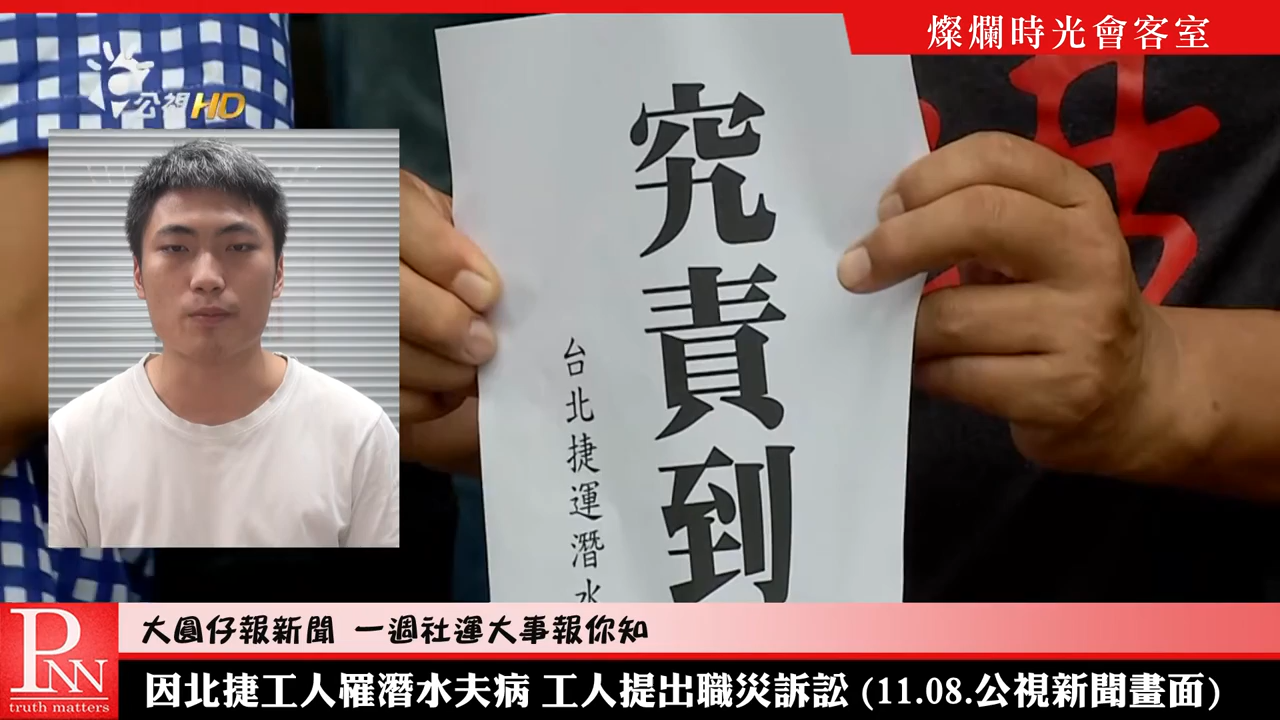 燦爛時光會客室
公視HD
究責到
台北捷運潛水
PNN
truth matters
大圓仔報新聞 一週社運大事報你知
因北捷工人罹潛水夫病 工人提出職災訴訟 (11.08.公視新聞畫面)